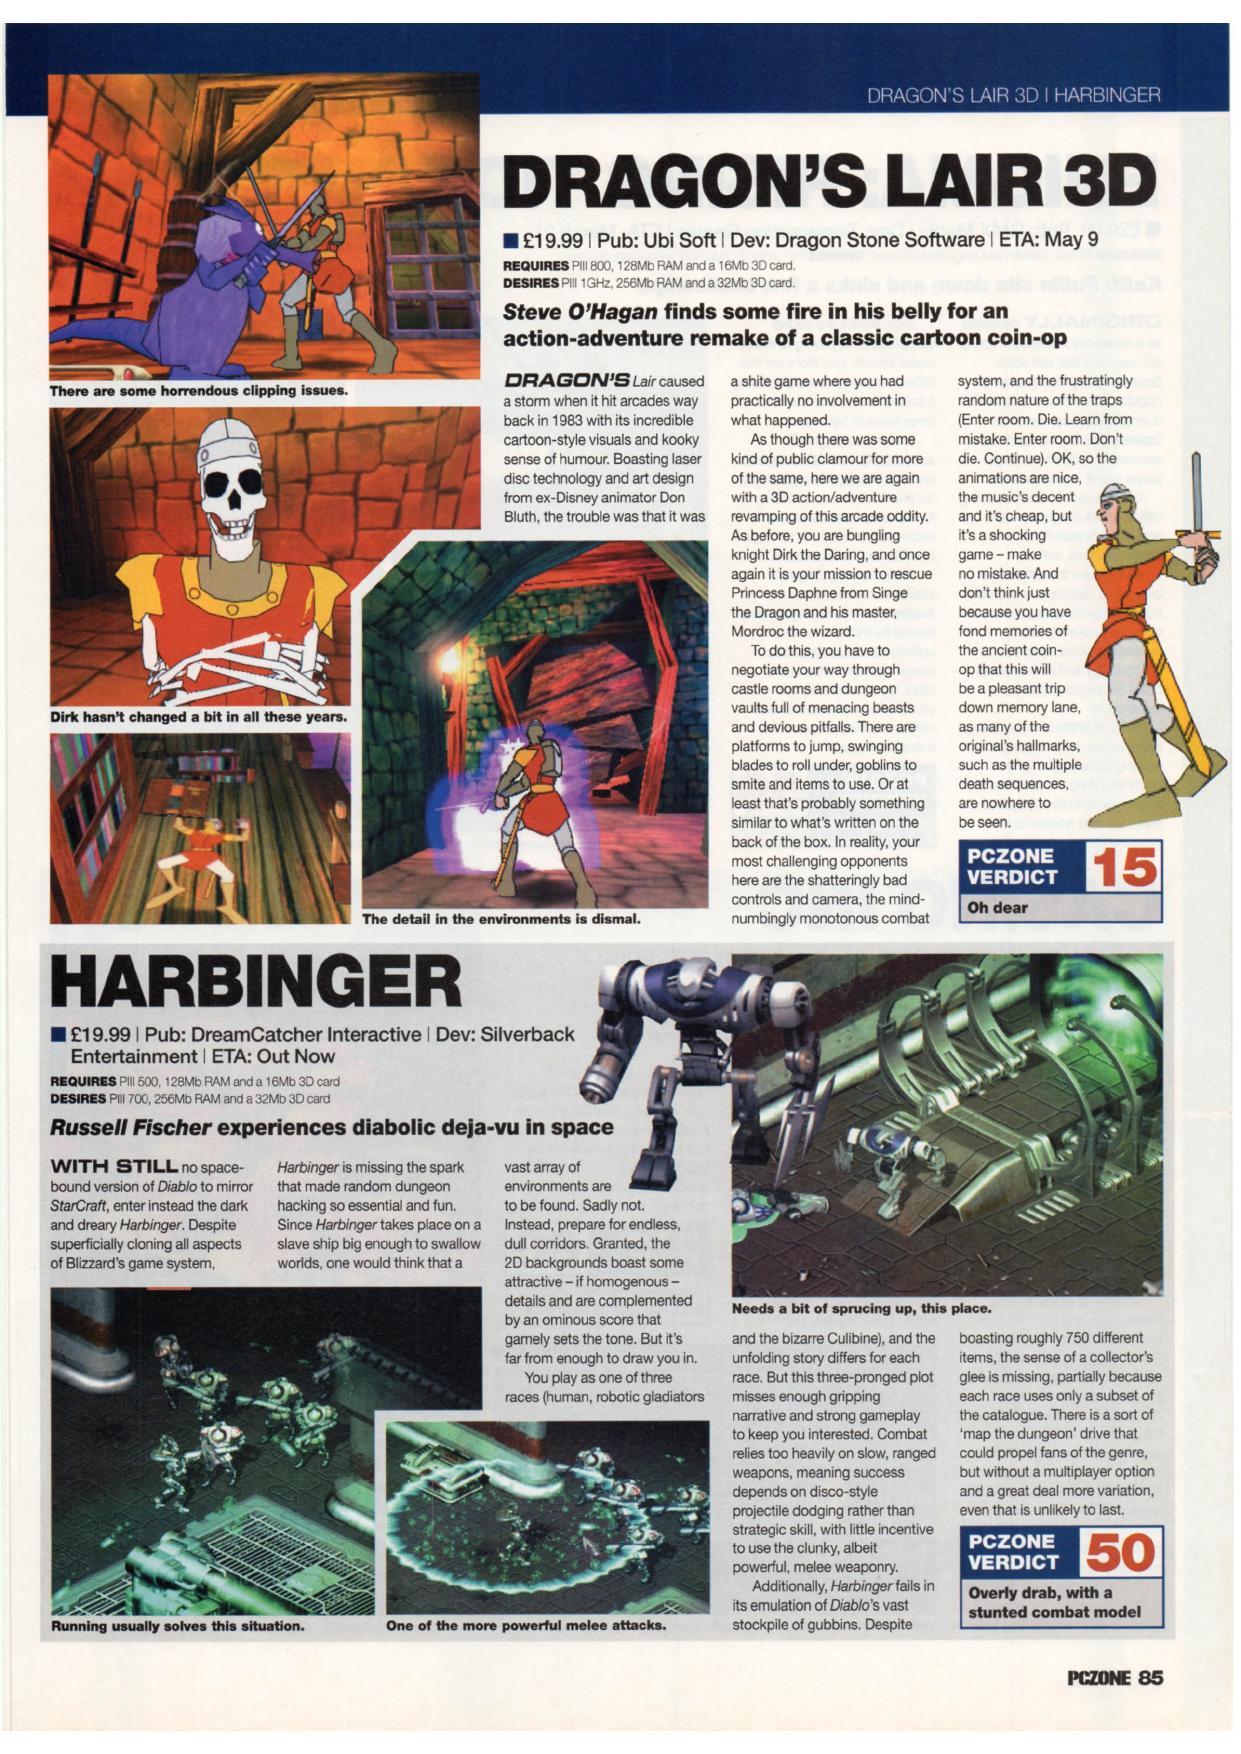 DRAGON'S LAIR 3D | HARBINGER
DRAGON'S LAIR 3D
£19.99 | Pub: Ubi Soft | Dev: Dragon Stone Software | ETA: May 9
REQUIRES PIII 800, 128Mb RAM and a 16Mb 3D card.
DESIRES PIII 1GHz, 256Mb RAM and a 32Mb 3D card.
Steve O'Hagan finds some fire in his belly for an
action-adventure remake of a classic cartoon coin-op
There are some horrendous clipping issues.
Dirk hasn't changed a bit in all these years.
The detail in the environments is dismal.
DRAGON'S Lair caused
a storm when it hit arcades way
back in 1983 with its incredible
cartoon-style visuals and kooky
sense of humour. Boasting laser
disc technology and art design
from ex-Disney animator Don
Bluth, the trouble was that it was
a shite game where you had
practically no involvement in
what happened.
As though there was some
kind of public clamour for more
of the same, here we are again
with a 3D action/adventure
revamping of this arcade oddity.
As before, you are bungling
knight Dirk the Daring, and once
again it is your mission to rescue
Princess Daphne from Singe
the Dragon and his master,
Mordroc the wizard.
To do this, you have to
negotiate your way through
castle rooms and dungeon
vaults full of menacing beasts
and devious pitfalls. There are
platforms to jump, swinging
blades to roll under, goblins to
smite and items to use. Or at
least that's probably something
similar to what's written on the
back of the box. In reality, your
most challenging opponents
here are the shatteringly bad
controls and camera, the mind-
numbingly monotonous combat
system, and the frustratingly
random nature of the traps
(Enter room. Die. Learn from
mistake. Enter room. Don't
die. Continue). OK, so the
animations are nice,
the music's decent
and it's cheap, but
it's a shocking
game – make
no mistake. And
don't think just
because you have
fond memories of
the ancient coin-
op that this will
be a pleasant trip
down memory lane,
as many of the
original's hallmarks,
such as the multiple
death sequences,
are nowhere to
be seen.
PCZONE
VERDICT
15
Oh dear
HARBINGER
£19.99 | Pub: DreamCatcher Interactive | Dev: Silverback
Entertainment | ETA: Out Now
REQUIRES PIII 500, 128Mb RAM and a 16Mb 3D card
DESIRES PIII 700, 256Mb RAM and a 32Mb 3D card
Russell Fischer experiences diabolic deja-vu in space
WITH STILL no space-
bound version of Diablo to mirror
StarCraft, enter instead the dark
and dreary Harbinger. Despite
superficially cloning all aspects
of Blizzard's game system,
Harbinger is missing the spark
that made random dungeon
hacking so essential and fun.
Since Harbinger takes place on a
slave ship big enough to swallow
worlds, one would think that a
vast array of
environments are
to be found. Sadly not.
Instead, prepare for endless,
dull corridors. Granted, the
2D backgrounds boast some
attractive – if homogenous –
details and are complemented
by an ominous score that
gamely sets the tone. But it's
far from enough to draw you in.
You play as one of three
races (human, robotic gladiators
Needs a bit of sprucing up, this place.
and the bizarre Culibine), and the
unfolding story differs for each
race. But this three-pronged plot
misses enough gripping
narrative and strong gameplay
to keep you interested. Combat
relies too heavily on slow, ranged
weapons, meaning success
depends on disco-style
projectile dodging rather than
strategic skill, with little incentive
to use the clunky, albeit
powerful, melee weaponry.
Additionally, Harbinger fails in
its emulation of Diablo's vast
stockpile of gubbins. Despite
boasting roughly 750 different
items, the sense of a collector's
glee is missing, partially because
each race uses only a subset of
the catalogue. There is a sort of
'map the dungeon' drive that
could propel fans of the genre,
but without a multiplayer option
and a great deal more variation,
even that is unlikely to last.
PCZONE
VERDICT
50
Overly drab, with a
stunted combat model
Running usually solves this situation.
One of the more powerful melee attacks.
PCZONE 85